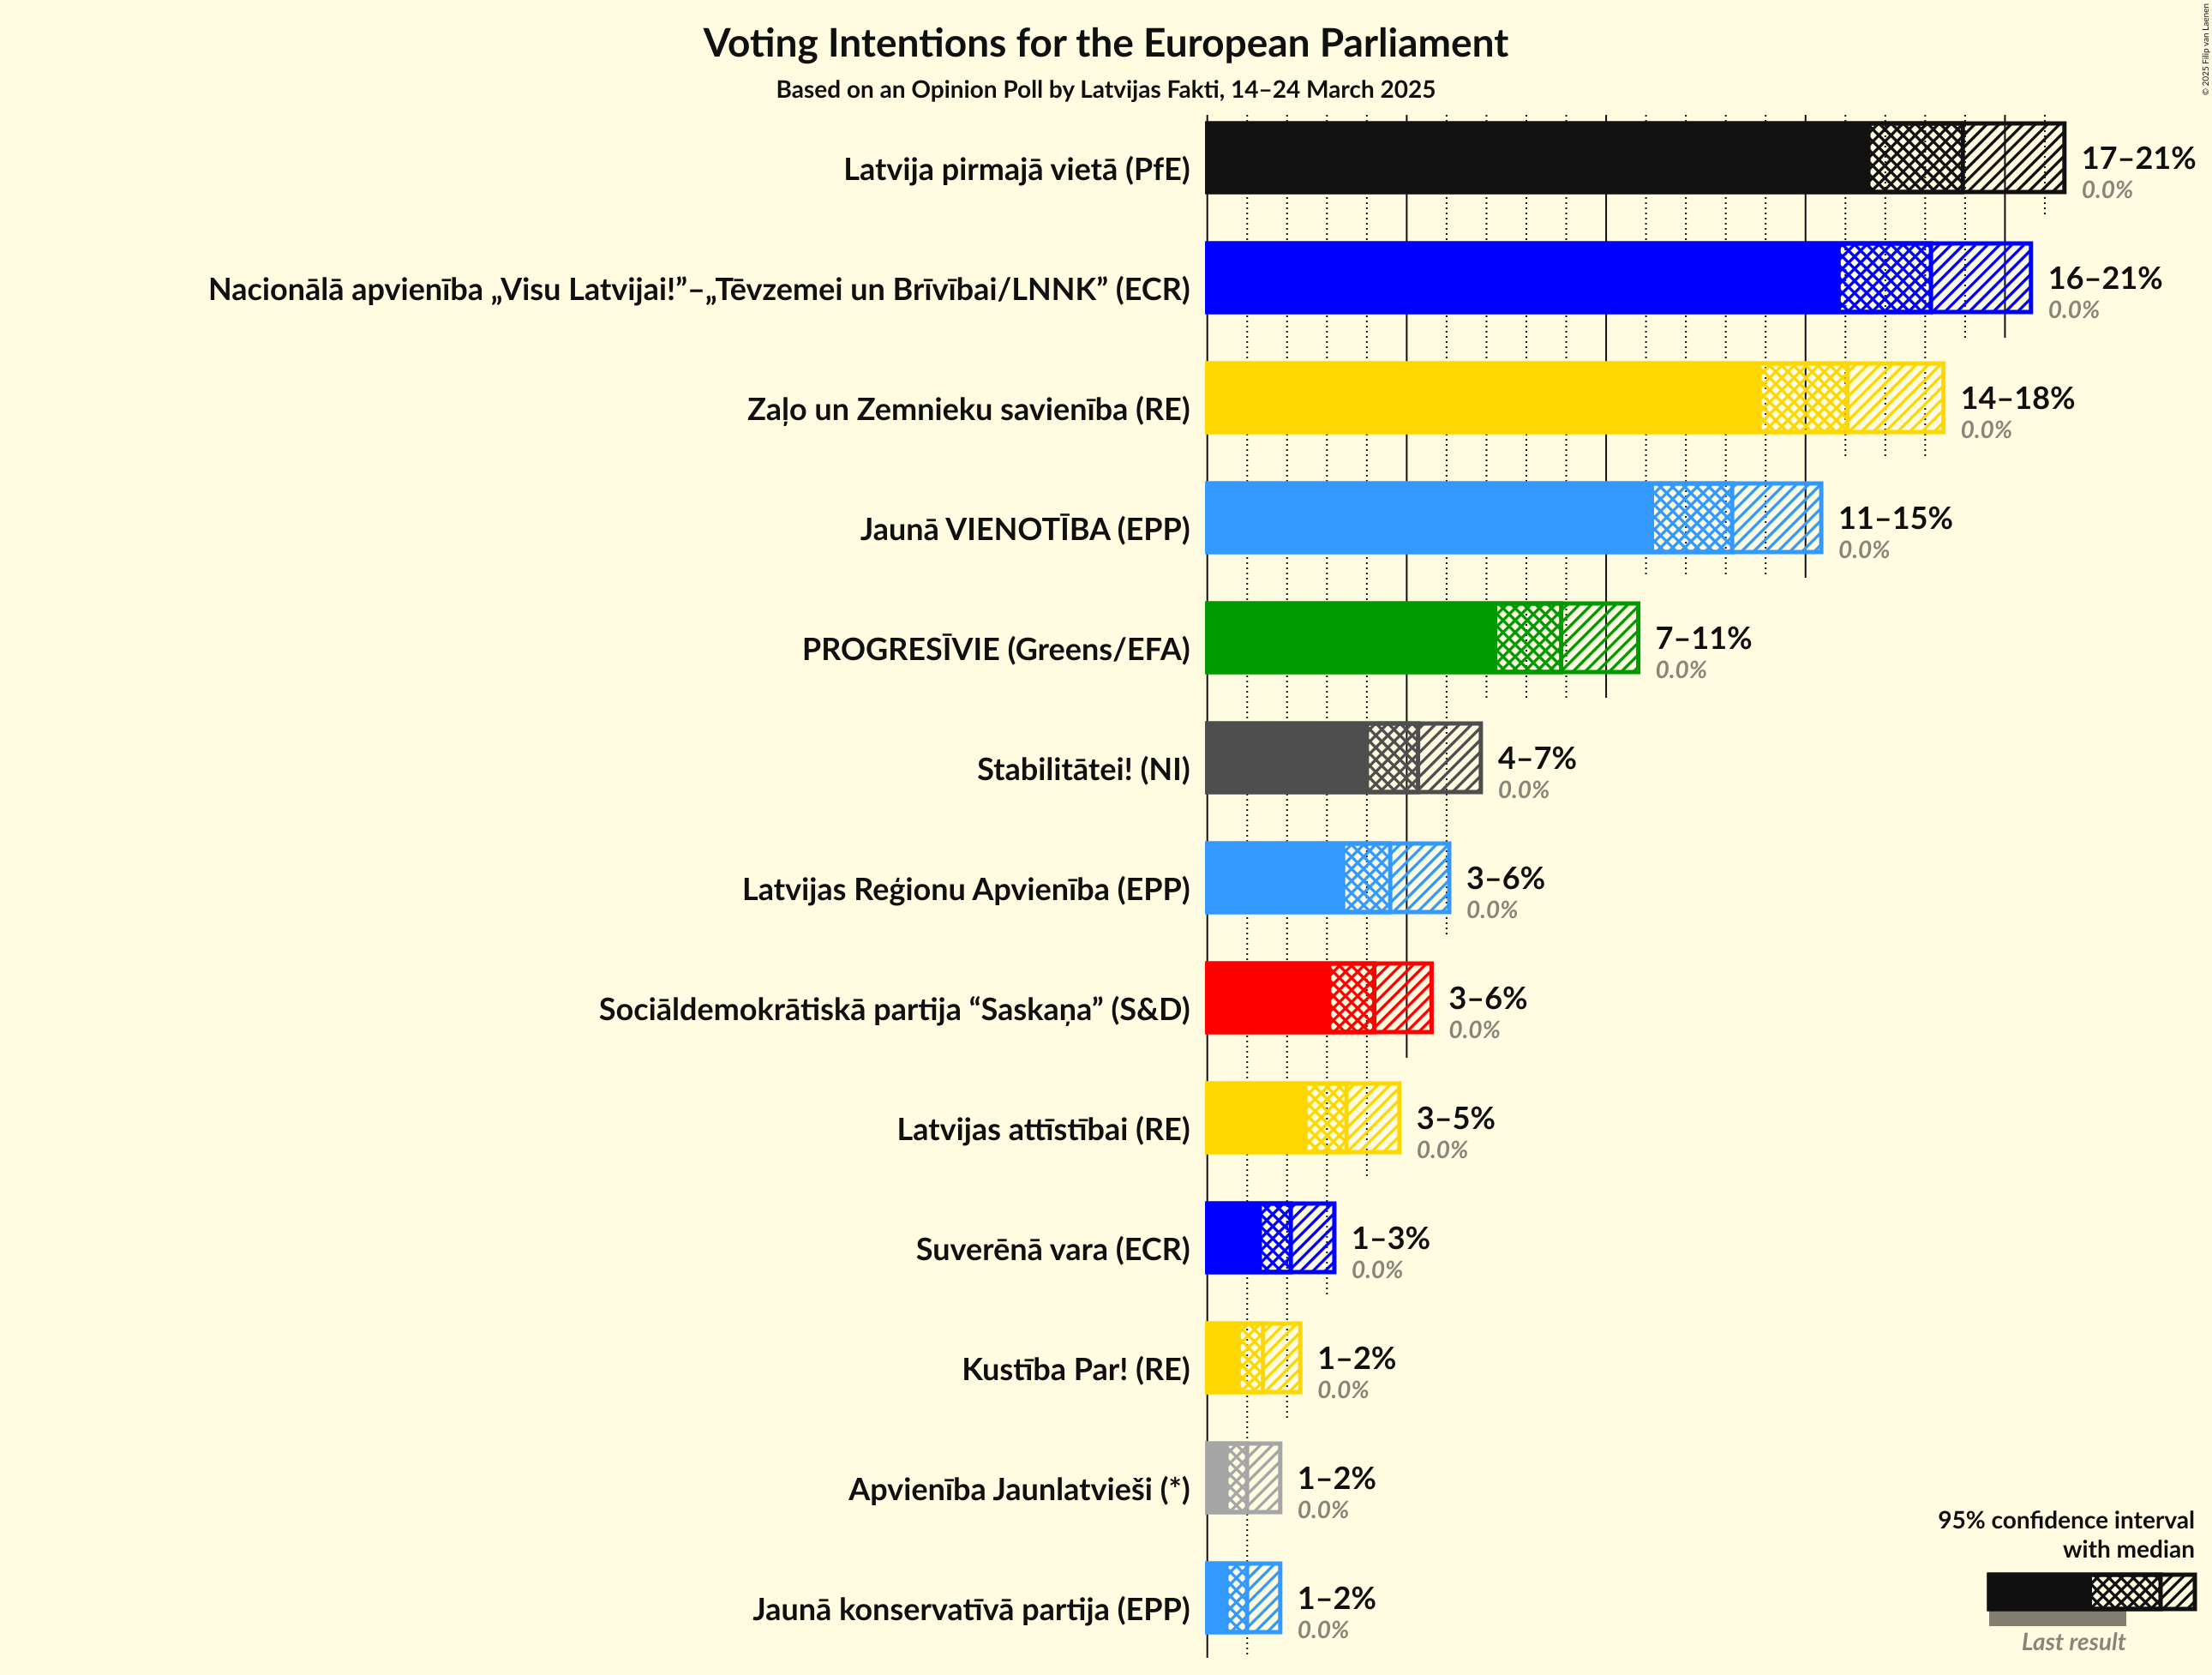 Voting Intentions for the European Parliament
Based on an Opinion Poll by Latvijas Fakti, 14–24 March 2025
© 2025 Filip van Laenen
Latvija pirmajā vietā (PfE)
17–21%
0.0%
Nacionālā apvienība „Visu Latvijai!”–„Tēvzemei un Brīvībai/LNNK” (ECR)
16–21%
0.0%
Zaļo un Zemnieku savienība (RE)
14–18%
0.0%
Jaunā VIENOTĪBA (EPP)
11–15%
0.0%
PROGRESĪVIE (Greens/EFA)
7–11%
0.0%
Stabilitātei! (NI)
4–7%
0.0%
Latvijas Reģionu Apvienība (EPP)
3–6%
0.0%
Sociāldemokrātiskā partija “Saskaņa” (S&D)
3–6%
0.0%
Latvijas attīstībai (RE)
3–5%
0.0%
Suverēnā vara (ECR)
1–3%
0.0%
Kustība Par! (RE)
1–2%
0.0%
Apvienība Jaunlatvieši (*)
1–2%
0.0%
Jaunā konservatīvā partija (EPP)
1–2%
0.0%
95% confidence interval
with median
Last result